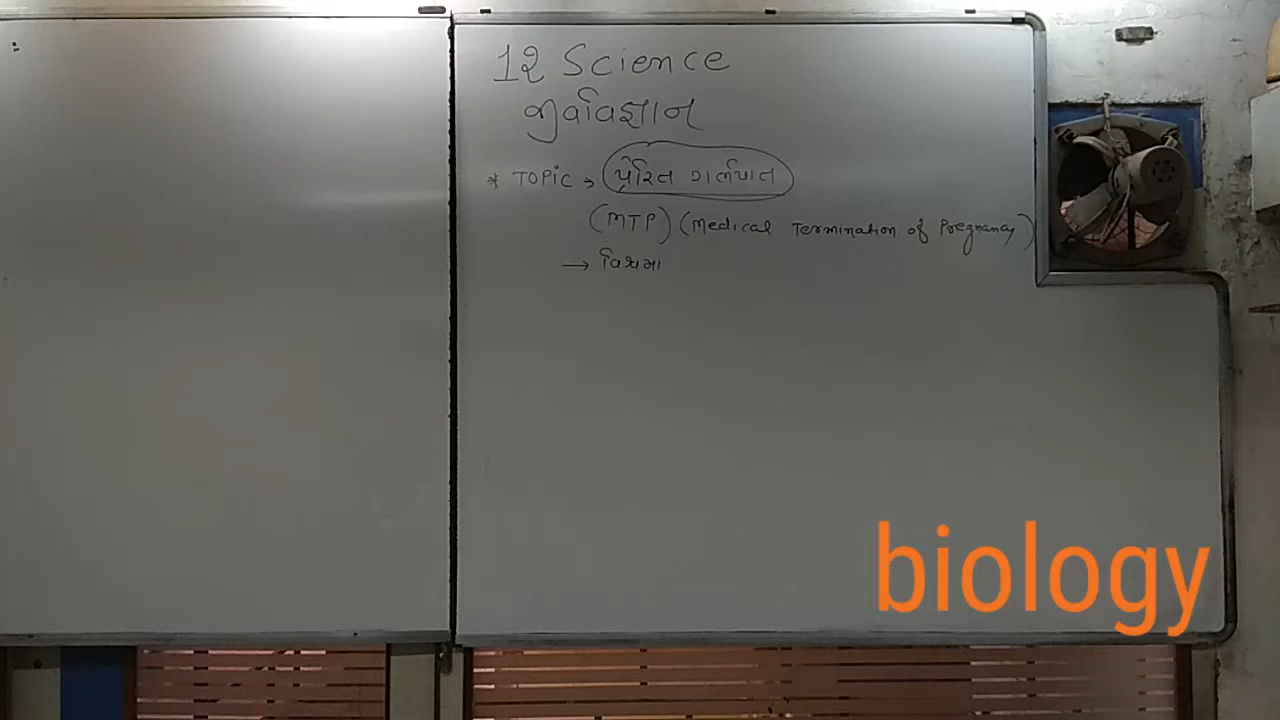 12 Science
જીવવિજ્ઞાન
* TOPIC → પ્રેરિત ગર્ભપાત
(MTP) (Medical Termination of Pregnancy)
→ વિશ્વમા
biology